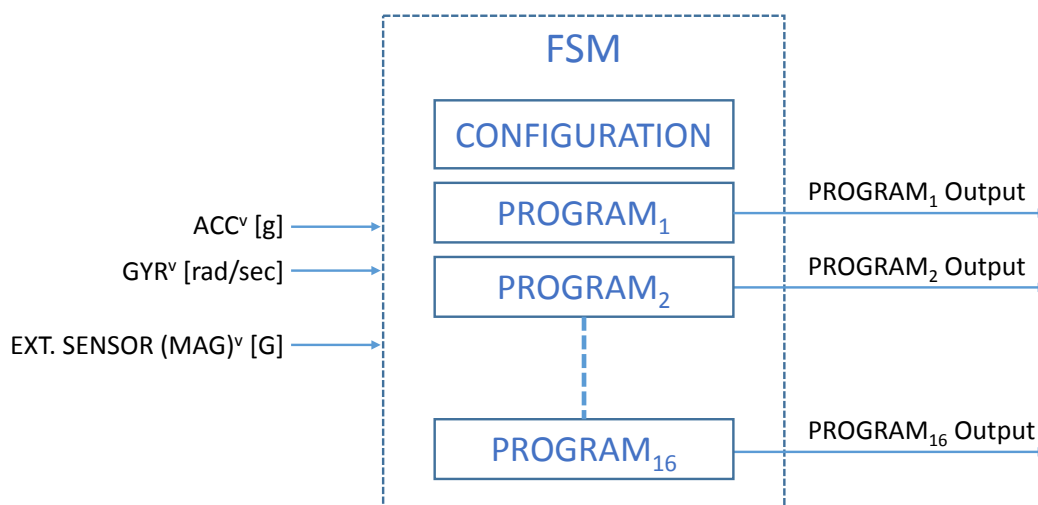 FSM
CONFIGURATION
PROGRAM₁
PROGRAM₁ Output
ACCᵛ [g]
GYRᵛ [rad/sec]
PROGRAM₂
PROGRAM₂ Output
EXT. SENSOR (MAG)ᵛ [G]
PROGRAM₁₆
PROGRAM₁₆ Output